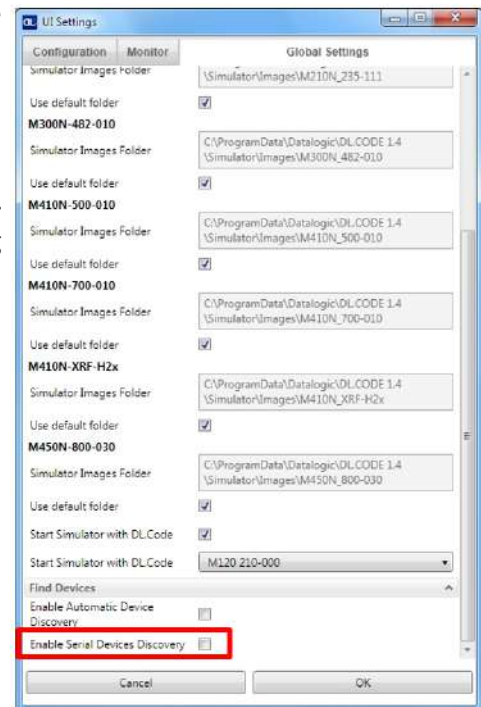 UI Settings
Configuration Monitor Global Settings
Simulator Images Folder
\Simulator\Images\M210N_235-111
Use default folder
M300N-482-010
Simulator Images Folder
C:\ProgramData\Datalogic\DL.CODE 1.4
\Simulator\Images\M300N_482-010
Use default folder
M410N-500-010
Simulator Images Folder
C:\ProgramData\Datalogic\DL.CODE 1.4
\Simulator\Images\M410N_500-010
Use default folder
M410N-700-010
Simulator Images Folder
C:\ProgramData\Datalogic\DL.CODE 1.4
\Simulator\Images\M410N_700-010
Use default folder
M410N-XRF-H2x
Simulator Images Folder
C:\ProgramData\Datalogic\DL.CODE 1.4
\Simulator\Images\M410N_XRF-H2x
Use default folder
M450N-800-030
Simulator Images Folder
C:\ProgramData\Datalogic\DL.CODE 1.4
\Simulator\Images\M450N_800-030
Use default folder
Start Simulator with DL.Code
Start Simulator with DL.Code M120 210-000
Find Devices
Enable Automatic Device
Discovery
Enable Serial Devices Discovery
Cancel OK